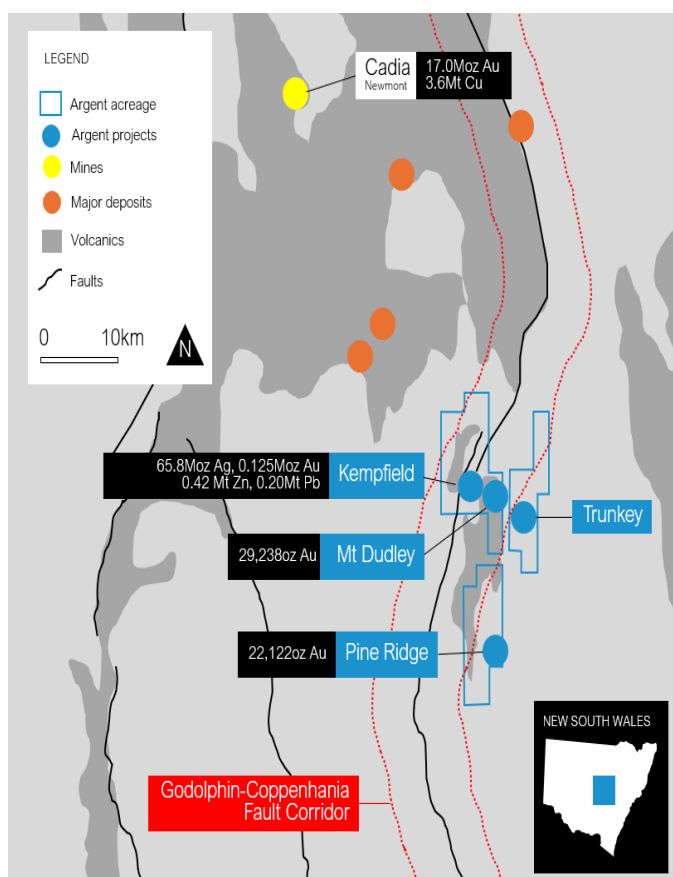 LEGEND
Argent acreage
Argent projects
Mines
Major deposits
Volcanics
Faults
0 10km
N
Cadia
Newmont
17.0Moz Au
3.6Mt Cu
65.8Moz Ag, 0.125Moz Au
0.42 Mt Zn, 0.20Mt Pb
Kempfield
Trunkey
29,238oz Au
Mt Dudley
22,122oz Au
Pine Ridge
Godolphin-Coppenhania
Fault Corridor
NEW SOUTH WALES